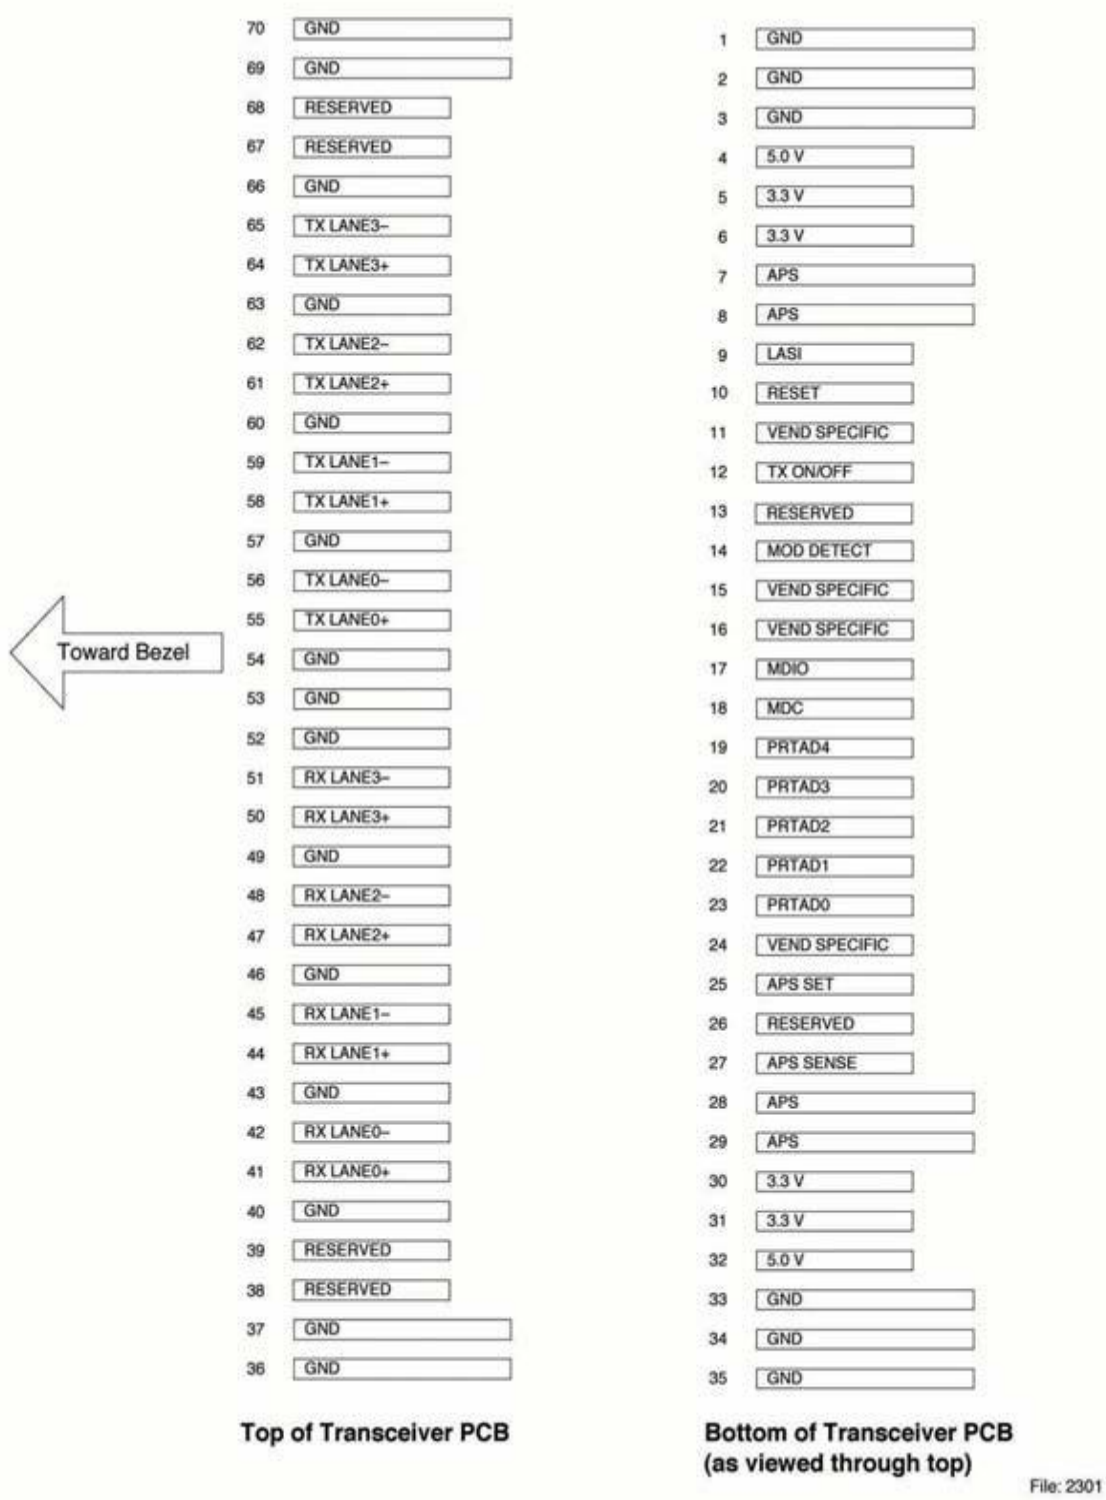 70 GND
69 GND
68 RESERVED
67 RESERVED
66 GND
65 TX LANE3–
64 TX LANE3+
63 GND
62 TX LANE2–
61 TX LANE2+
60 GND
59 TX LANE1–
58 TX LANE1+
57 GND
56 TX LANE0–
55 TX LANE0+
54 GND
53 GND
52 GND
51 RX LANE3–
50 RX LANE3+
49 GND
48 RX LANE2–
47 RX LANE2+
46 GND
45 RX LANE1–
44 RX LANE1+
43 GND
42 RX LANE0–
41 RX LANE0+
40 GND
39 RESERVED
38 RESERVED
37 GND
36 GND
Toward Bezel
Top of Transceiver PCB
1 GND
2 GND
3 GND
4 5.0 V
5 3.3 V
6 3.3 V
7 APS
8 APS
9 LASI
10 RESET
11 VEND SPECIFIC
12 TX ON/OFF
13 RESERVED
14 MOD DETECT
15 VEND SPECIFIC
16 VEND SPECIFIC
17 MDIO
18 MDC
19 PRTAD4
20 PRTAD3
21 PRTAD2
22 PRTAD1
23 PRTAD0
24 VEND SPECIFIC
25 APS SET
26 RESERVED
27 APS SENSE
28 APS
29 APS
30 3.3 V
31 3.3 V
32 5.0 V
33 GND
34 GND
35 GND
Bottom of Transceiver PCB
(as viewed through top)
File: 2301